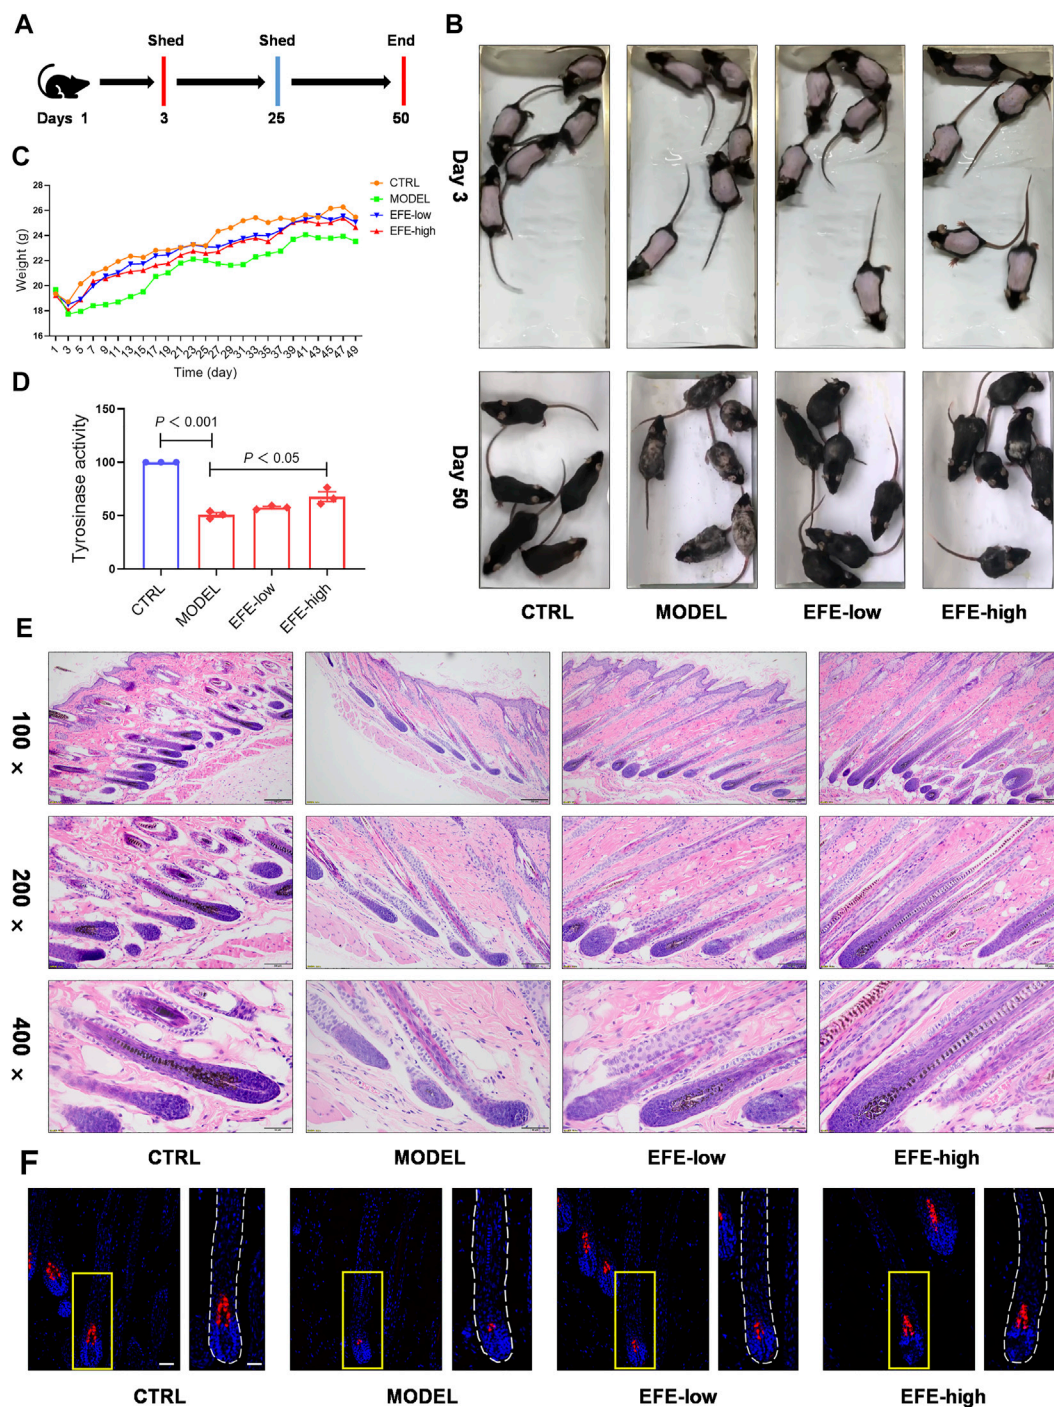 A
Shed Shed End
Days 1 3 25 50
B
Day 3
Day 50
CTRL MODEL EFE-low EFE-high
C
Weight (g)
28
26
24
22
20
18
16
1 3 5 7 9 11 13 15 17 19 21 23 25 27 29 31 33 35 37 39 41 43 45 47 49
Time (day)
CTRL
MODEL
EFE-low
EFE-high
D
Tyrosinase activity
150
100
50
0
P < 0.001
P < 0.05
CTRL MODEL EFE-low EFE-high
E
100 ×
200 ×
400 ×
CTRL MODEL EFE-low EFE-high
F
CTRL MODEL EFE-low EFE-high